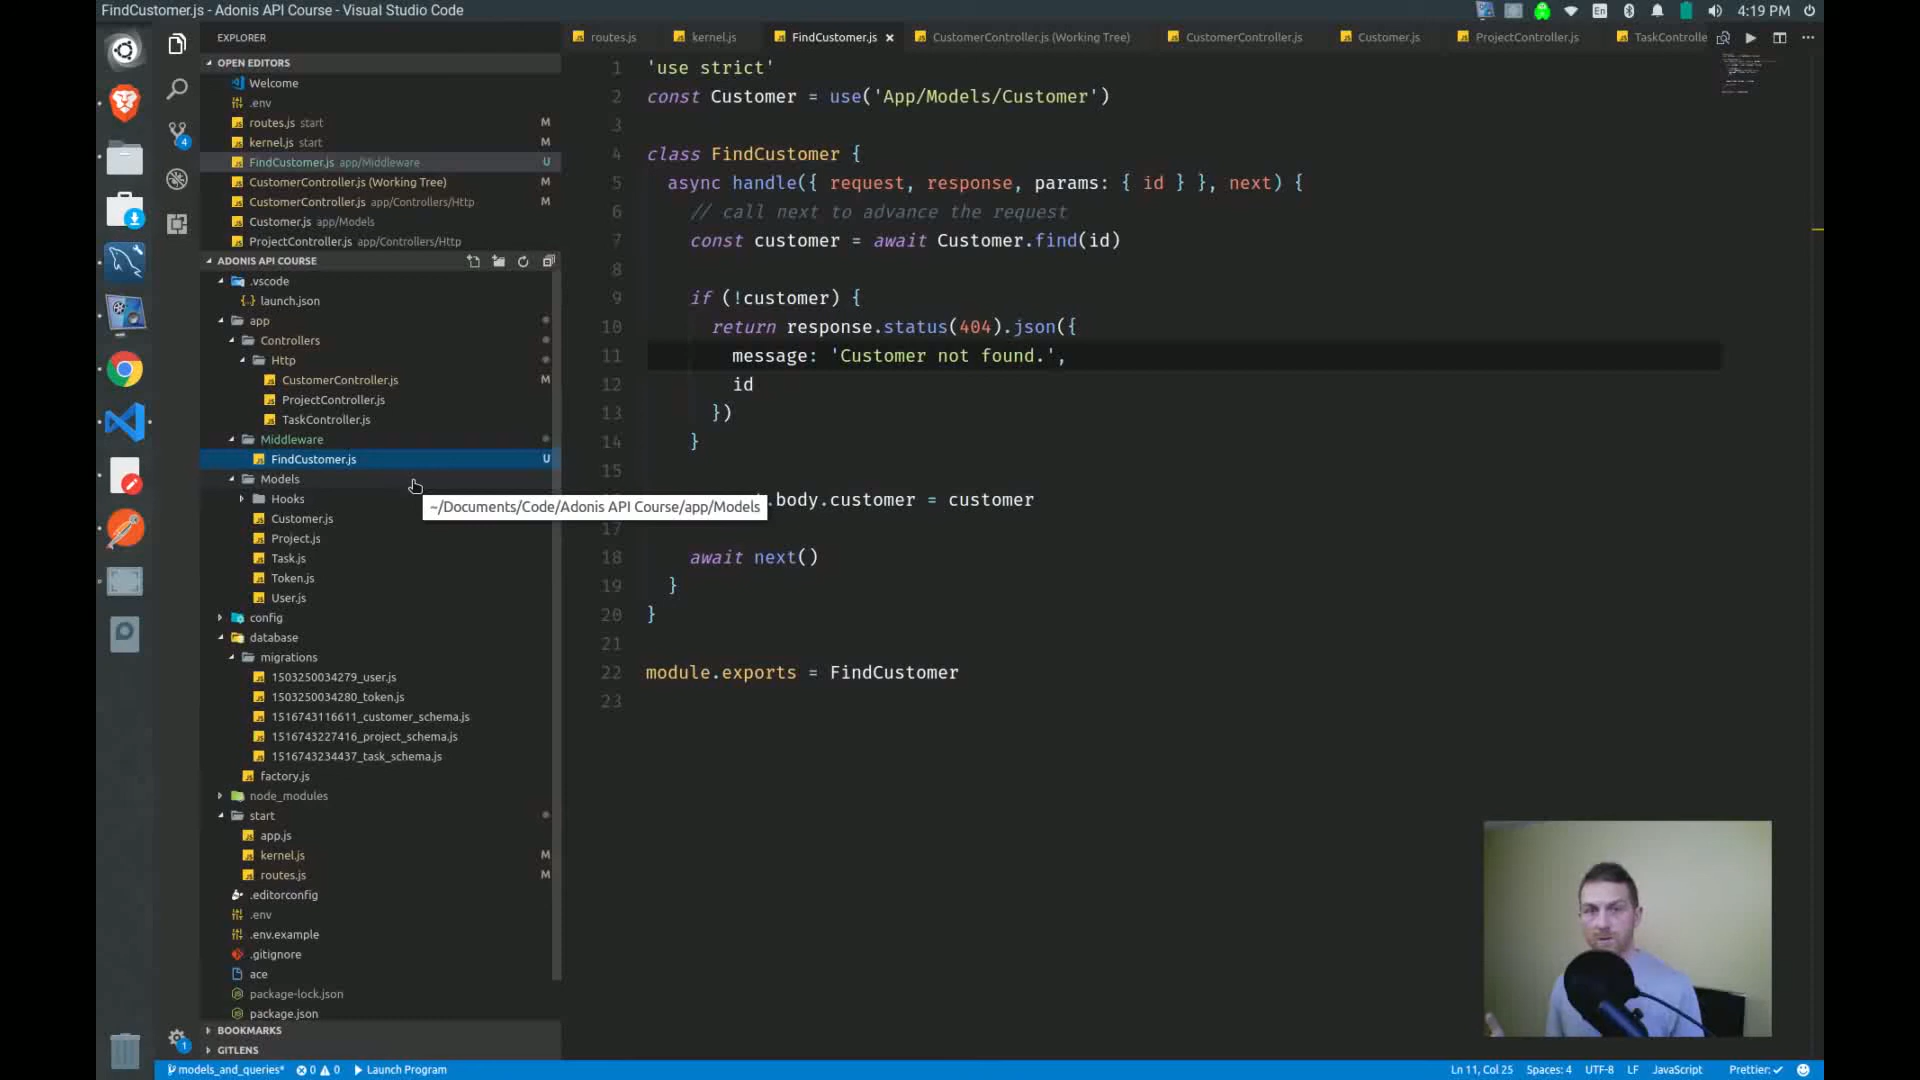 FindCustomer.js - Adonis API Course - Visual Studio Code
En
4:19 PM
EXPLORER
OPEN EDITORS
Welcome
.env
routes.js start M
kernel.js start M
FindCustomer.js app/Middleware U
CustomerController.js (Working Tree) M
CustomerController.js app/Controllers/Http M
Customer.js app/Models
ProjectController.js app/Controllers/Http
ADONIS API COURSE
.vscode
launch.json
app
Controllers
Http
CustomerController.js M
ProjectController.js
TaskController.js
Middleware
FindCustomer.js U
Models
Hooks
Customer.js
Project.js
Task.js
Token.js
User.js
config
database
migrations
1503250034279_user.js
1503250034280_token.js
1516743116611_customer_schema.js
1516743227416_project_schema.js
1516743234437_task_schema.js
factory.js
node_modules
start
app.js
kernel.js M
routes.js M
.editorconfig
.env
.env.example
.gitignore
ace
package-lock.json
package.json
BOOKMARKS
GITLENS
4
1
routes.js kernel.js FindCustomer.js CustomerController.js (Working Tree) CustomerController.js Customer.js ProjectController.js TaskControlle
1 'use strict'
2 const Customer = use('App/Models/Customer')
3
4 class FindCustomer {
5 async handle({ request, response, params: { id } }, next) {
6 // call next to advance the request
7 const customer = await Customer.find(id)
8
9 if (!customer) {
10 return response.status(404).json({
11 message: 'Customer not found.',
12 id
13 })
14 }
15
.body.customer = customer
~/Documents/Code/Adonis API Course/app/Models
17
18 await next()
19 }
20 }
21
22 module.exports = FindCustomer
23
models_and_queries* 0 0 Launch Program
Ln 11, Col 25 Spaces: 4 UTF-8 LF JavaScript Prettier: ✓